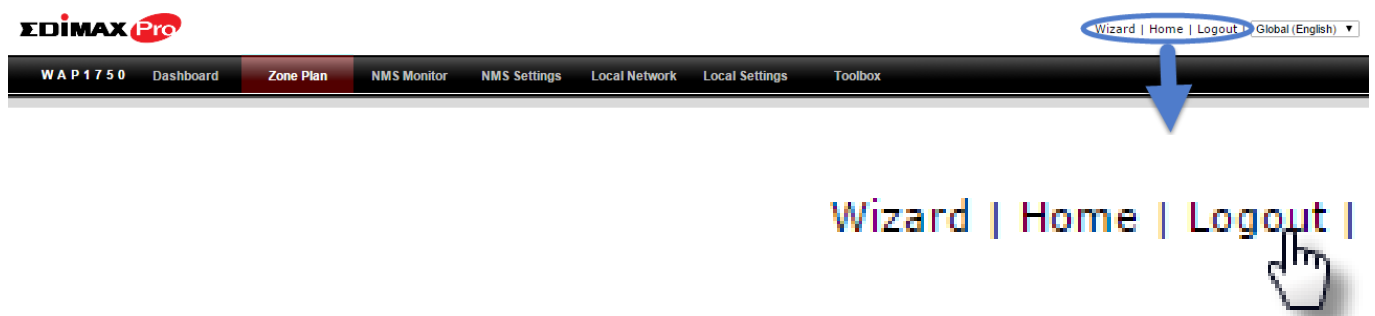 EDIMAX Pro
Wizard | Home | Logout | Global (English)
WAP1750 Dashboard Zone Plan NMS Monitor NMS Settings Local Network Local Settings Toolbox
Wizard | Home | Logout |